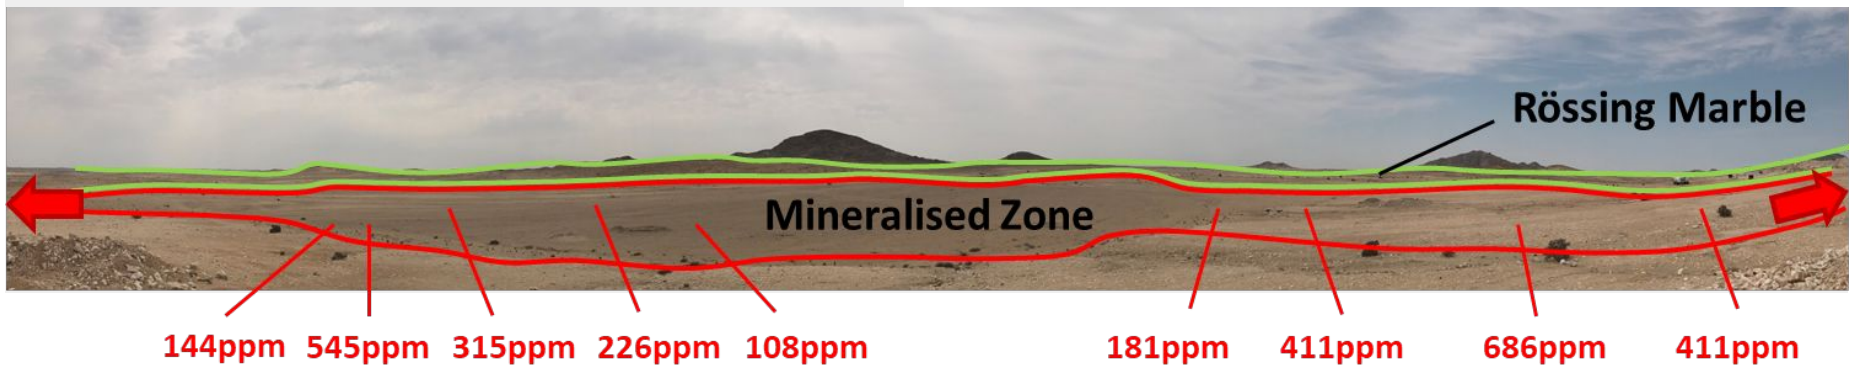 Rössing Marble
Mineralised Zone
144ppm 545ppm 315ppm 226ppm 108ppm 181ppm 411ppm 686ppm 411ppm